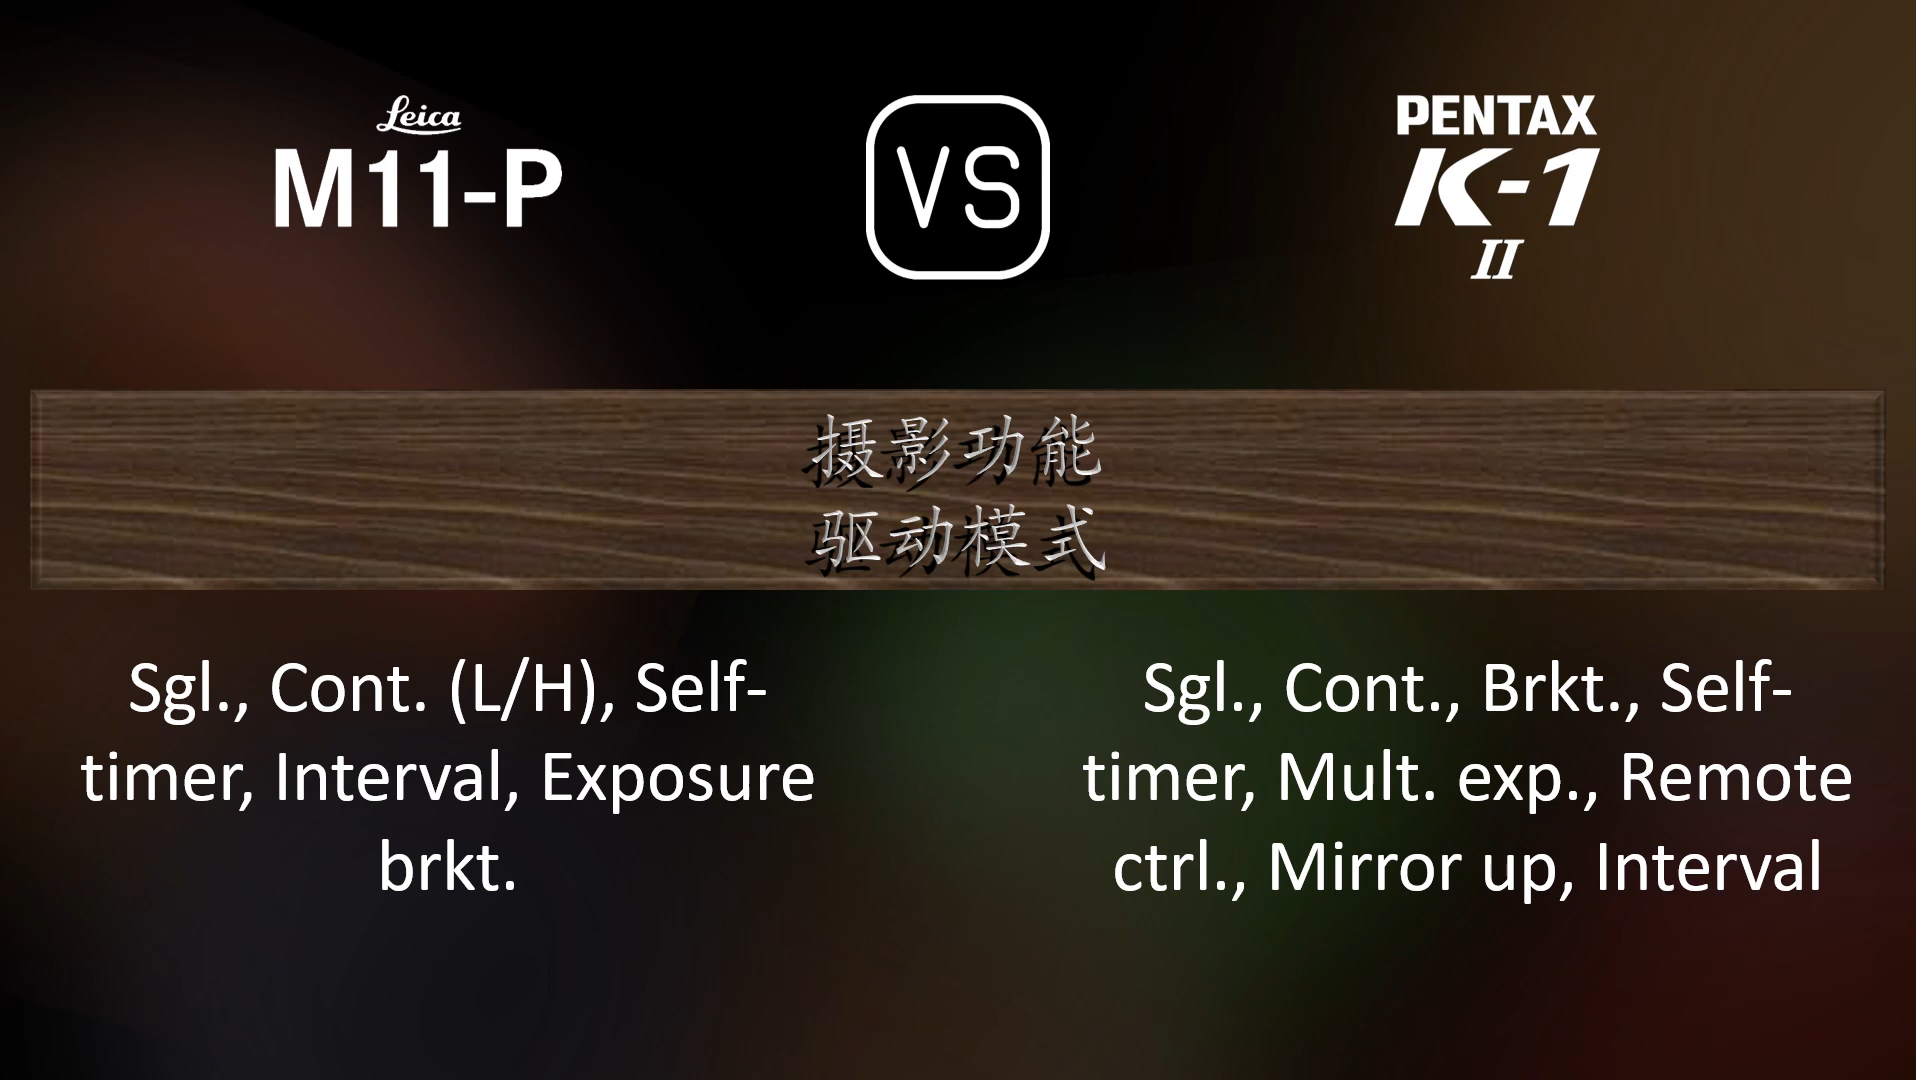 Leica
M11-P
VS
PENTAX
K-1
II
摄影功能
驱动模式
Sgl., Cont. (L/H), Self-
timer, Interval, Exposure
brkt.
Sgl., Cont., Brkt., Self-
timer, Mult. exp., Remote
ctrl., Mirror up, Interval